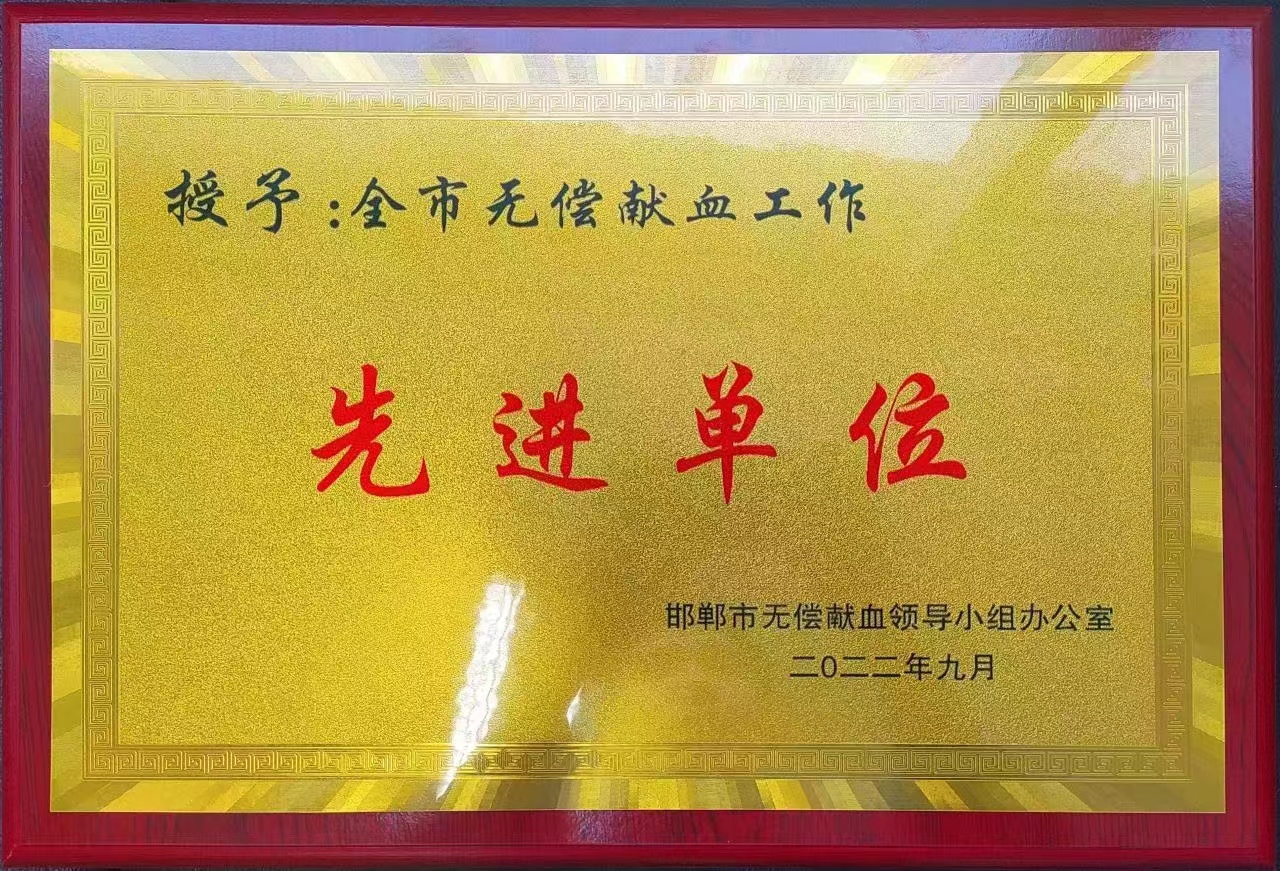 授予:全市无偿献血工作
先进单位
邯郸市无偿献血领导小组办公室
二0二二年九月